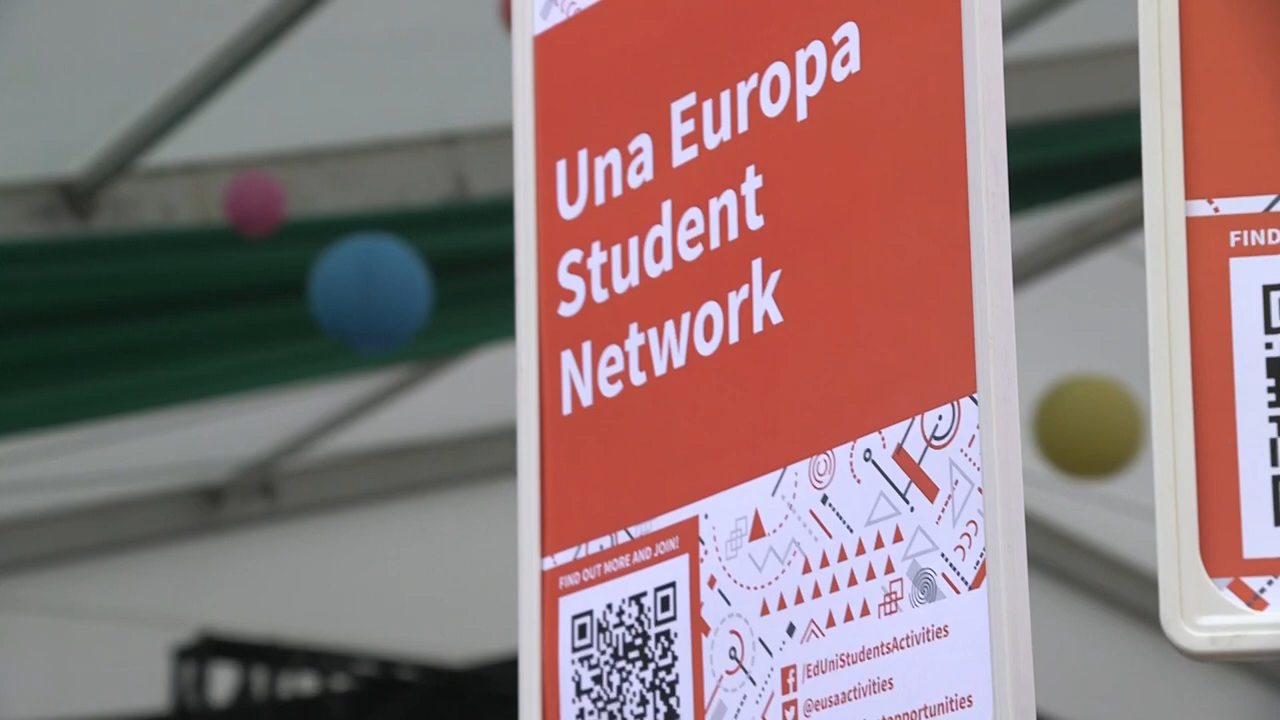 Una Europa
Student
Network
FIND OUT MORE AND JOIN!
/EdUniStudentsActivities
@eusaactivities
FIND